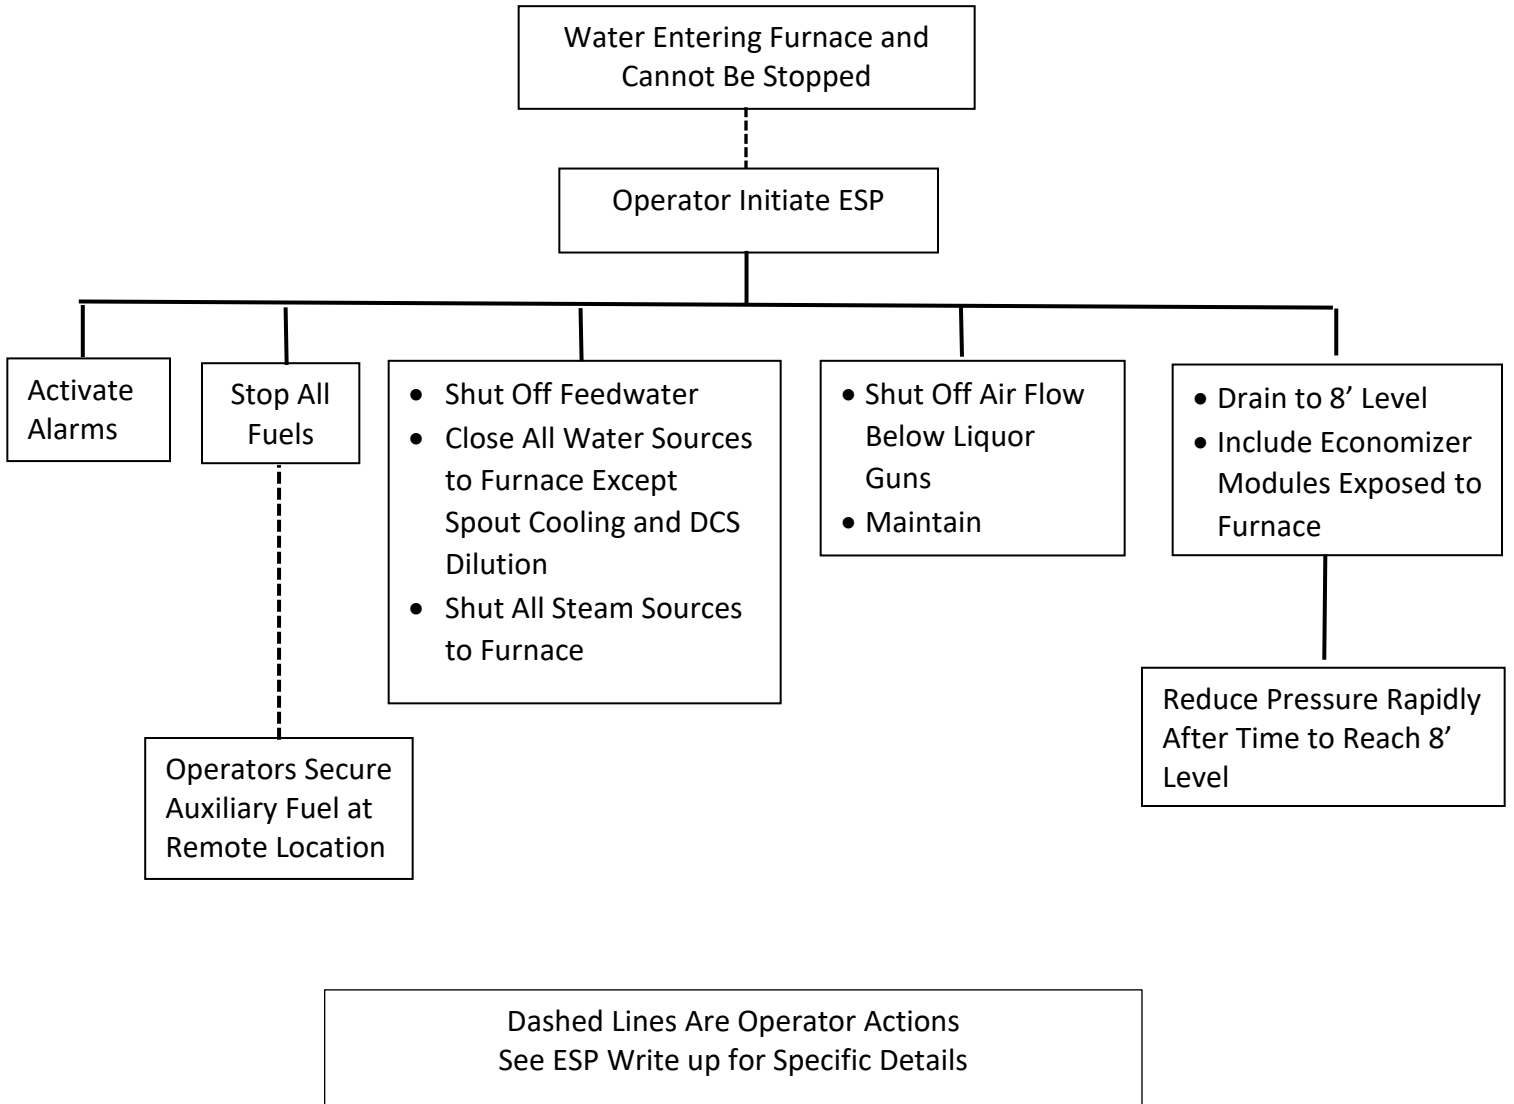 Water Entering Furnace and
Cannot Be Stopped
Operator Initiate ESP
Activate
Alarms
Stop All
Fuels
• Shut Off Feedwater
• Close All Water Sources
to Furnace Except
Spout Cooling and DCS
Dilution
• Shut All Steam Sources
to Furnace
• Shut Off Air Flow
Below Liquor
Guns
• Maintain
• Drain to 8’ Level
• Include Economizer
Modules Exposed to
Furnace
Operators Secure
Auxiliary Fuel at
Remote Location
Reduce Pressure Rapidly
After Time to Reach 8’
Level
Dashed Lines Are Operator Actions
See ESP Write up for Specific Details